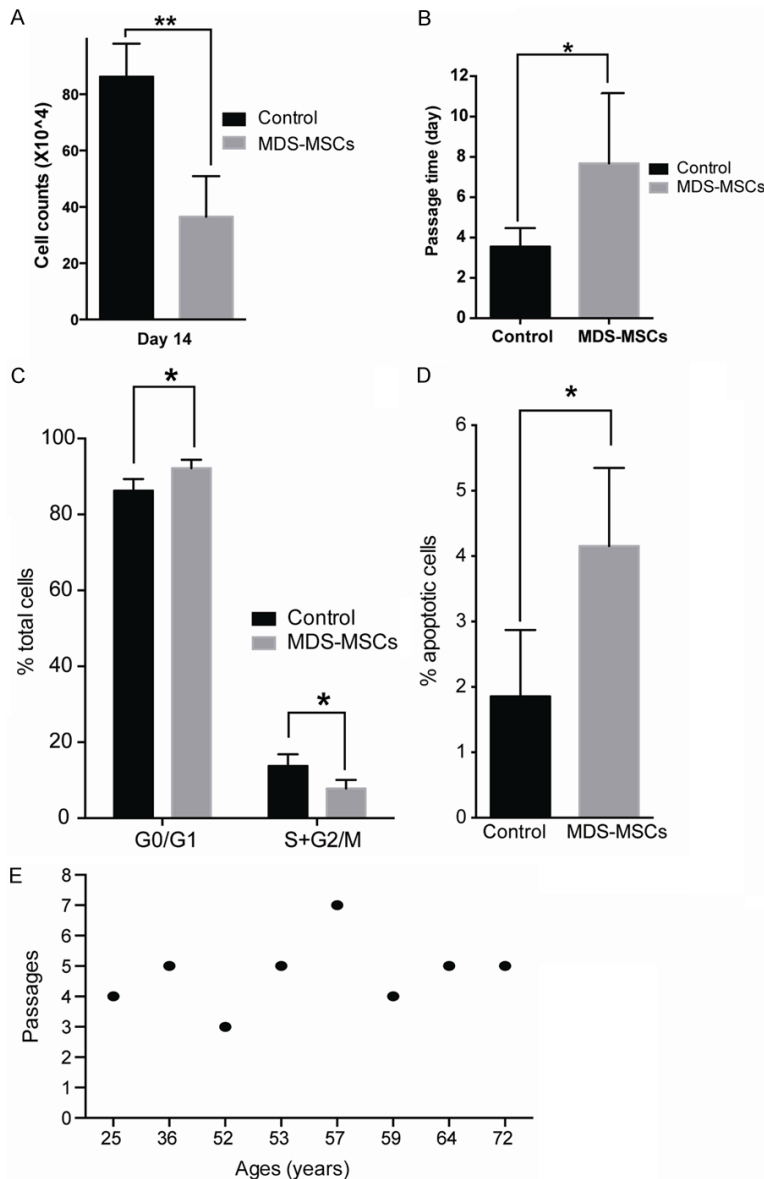 A
**
Cell counts (X10^4)
80
60
40
20
0
Control
MDS-MSCs
Day 14
B
*
Passage time (day)
12
10
8
6
4
2
0
Control
MDS-MSCs
Control MDS-MSCs
C
*
% total cells
100
80
60
40
20
0
Control
MDS-MSCs
*
G0/G1 S+G2/M
D
*
% apoptotic cells
6
5
4
3
2
1
0
Control MDS-MSCs
E
Passages
8
7
6
5
4
3
2
1
0
25 36 52 53 57 59 64 72
Ages (years)